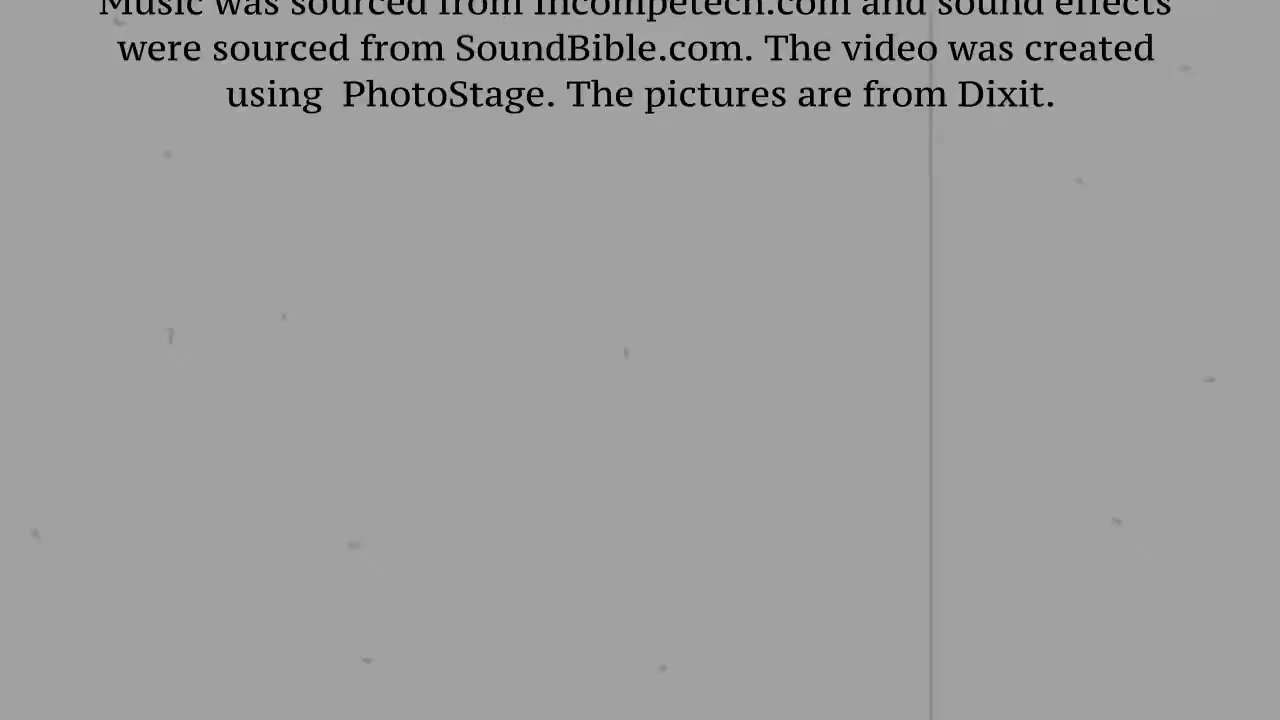 Music was sourced from Incompetech.com and sound effects
were sourced from SoundBible.com. The video was created
using  PhotoStage. The pictures are from Dixit.